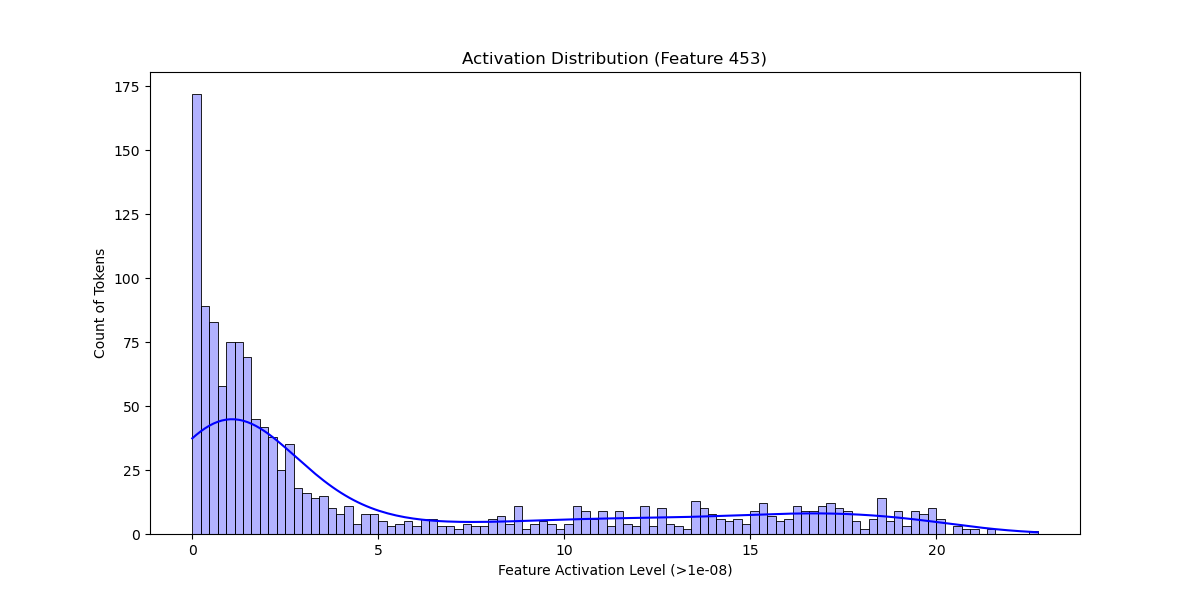 Activation Distribution (Feature 453)
175
150
125
100
75
50
25
0
Count of Tokens
0 5 10 15 20
Feature Activation Level (>1e-08)